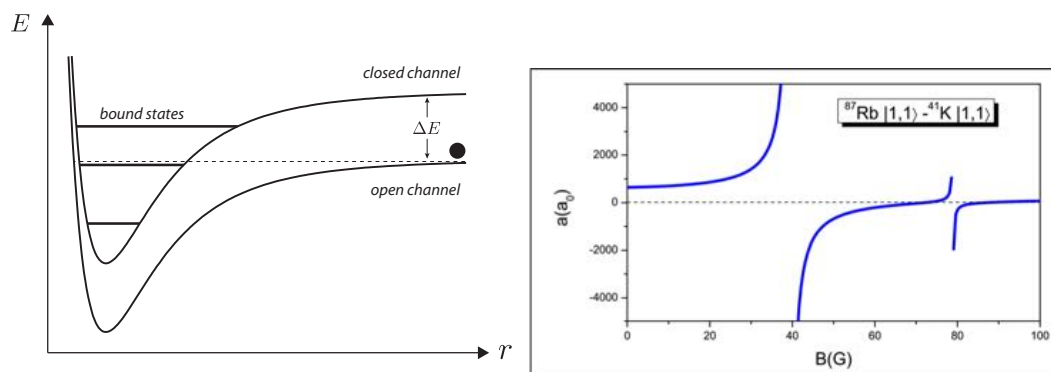 E
closed channel
bound states
ΔE
open channel
r
⁸⁷Rb |1,1⟩ -⁴¹K |1,1⟩
a(a₀)
4000
2000
0
-2000
-4000
0
20
40
60
80
100
B(G)